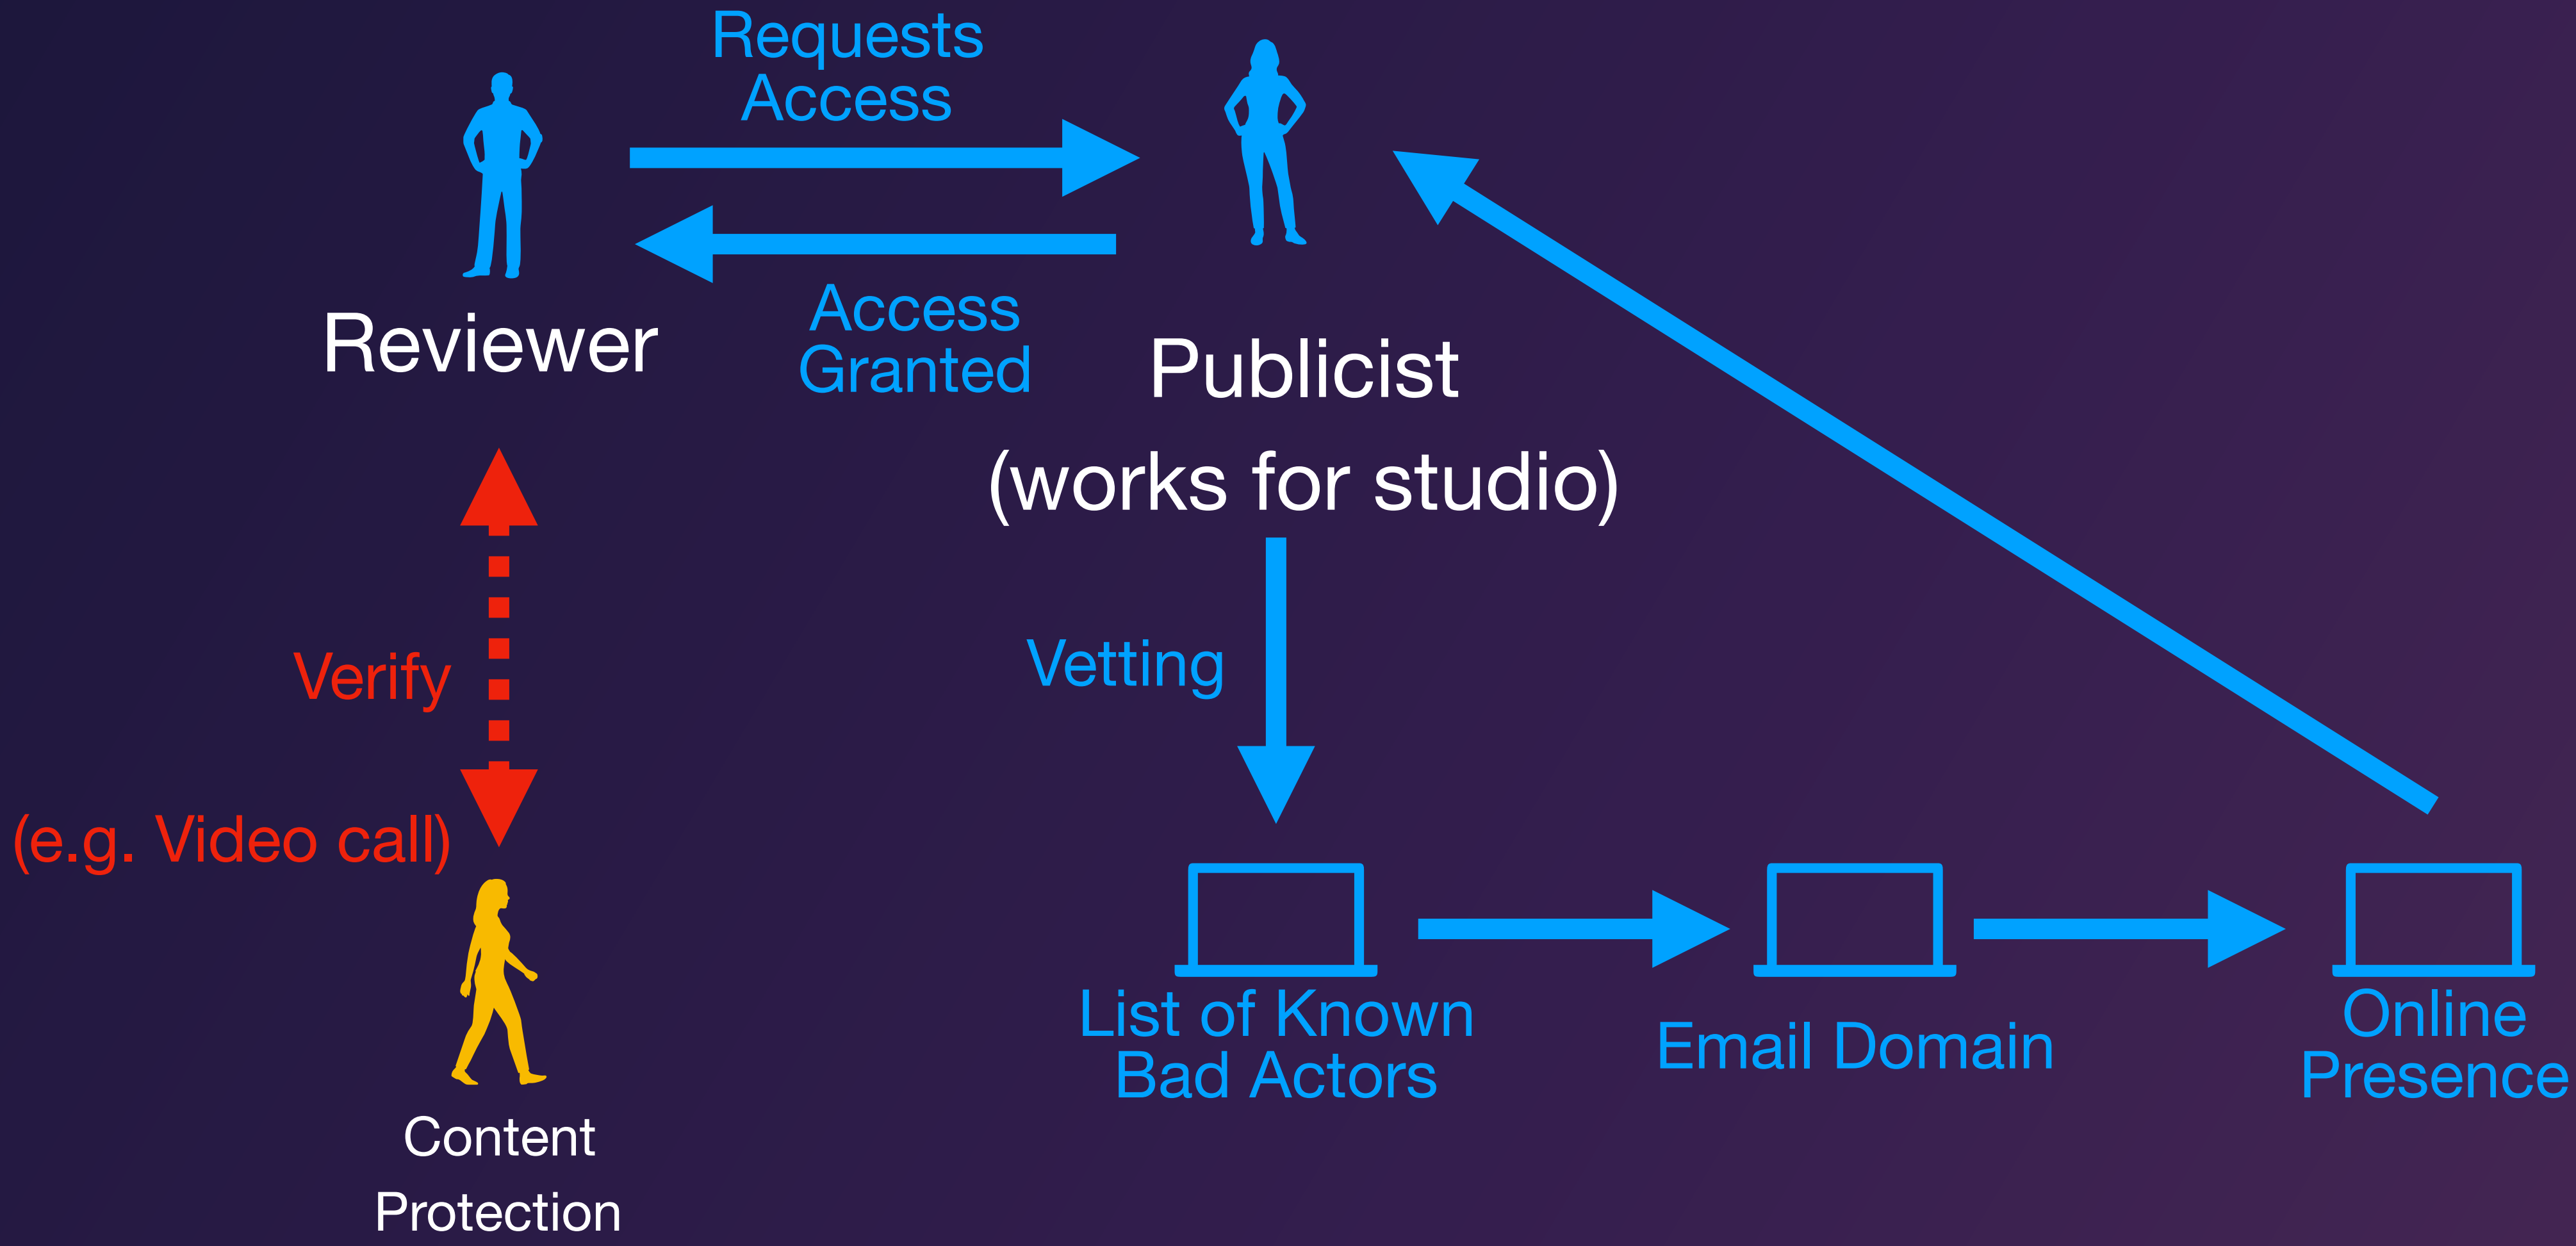 Requests
Access
Access
Granted
Reviewer
Publicist
(works for studio)
Verify
(e.g. Video call)
Vetting
Content
Protection
List of Known
Bad Actors
Email Domain
Online
Presence